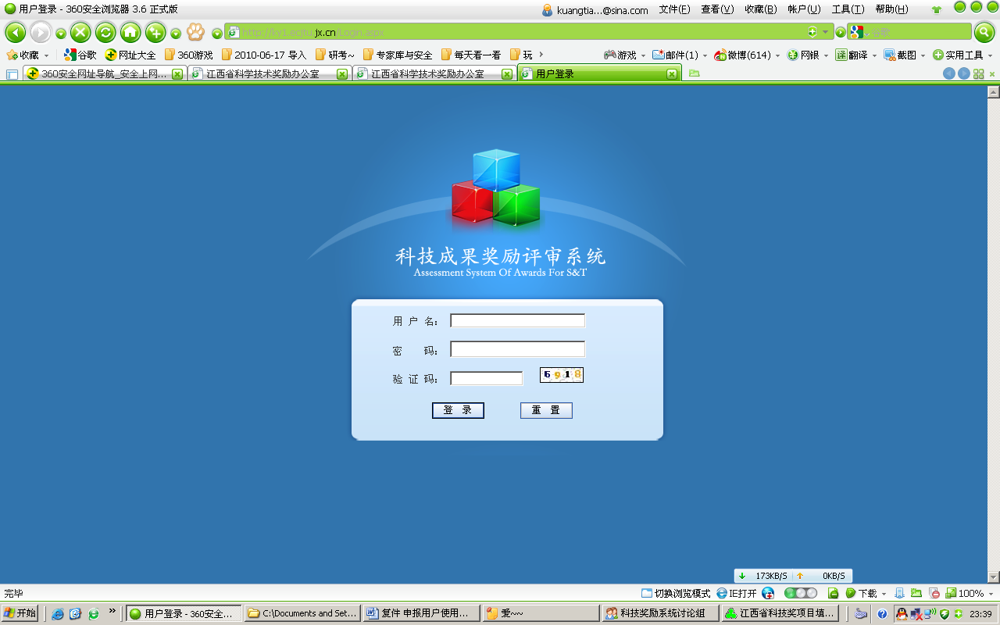 用户登录 - 360安全浏览器 3.6 正式版 kuangtia...@sina.com 文件(F) 查看(V) 收藏(B) 帐户(U) 工具(T) 帮助(H)
http://ky1.ecjtu.jx.cn/Login.aspx 谷歌
收藏 谷歌 网址大全 360游戏 2010-06-17 导入 研考~ 专家库与安全 每天看一看 玩 游戏 邮件(1) 微博(614) 网银 翻译 截图 实用工具
360安全网址导航_安全上网... 江西省科学技术奖励办公室 江西省科学技术奖励办公室 用户登录
科技成果奖励评审系统
Assessment System Of Awards For S&T
用 户 名:
密 码:
验 证 码: 6918
登 录 重 置
173KB/S 0KB/S
完毕 切换浏览模式 IE打开 下载 100%
开始 用户登录 - 360安全... C:\Documents and Set... 复件 申报用户使用... 爱~~ 科技奖励系统讨论组 江西省科技奖项目填... 23:39